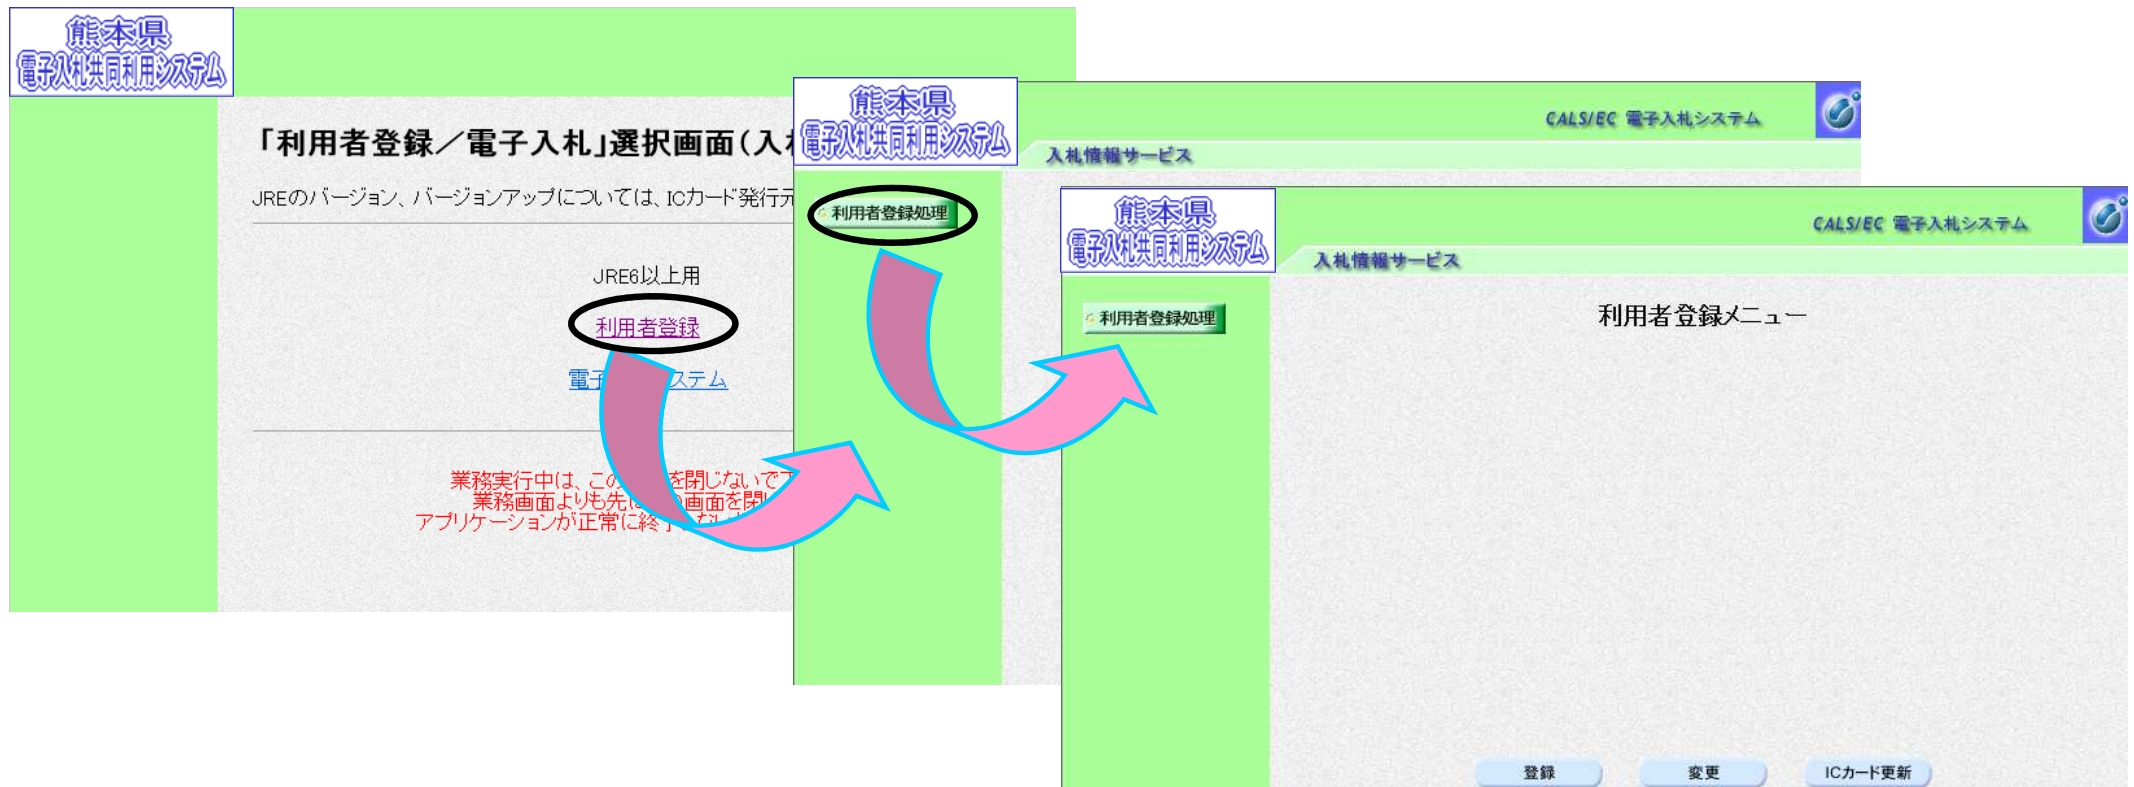 熊本県
電子入札共同利用システム
「利用者登録／電子入札」選択画面(入
JREのバージョン、バージョンアップについては、ICカード発行元
JRE6以上用
利用者登録
電子 ステム
業務実行中は、この を閉じないで
業務画面よりも先に 画面を閉
アプリケーションが正常に終
熊本県
電子入札共同利用システム
CALS/EC 電子入札システム
入札情報サービス
利用者登録処理
熊本県
電子入札共同利用システム
CALS/EC 電子入札システム
入札情報サービス
利用者登録処理
利用者登録メニュー
登録
変更
ICカード更新